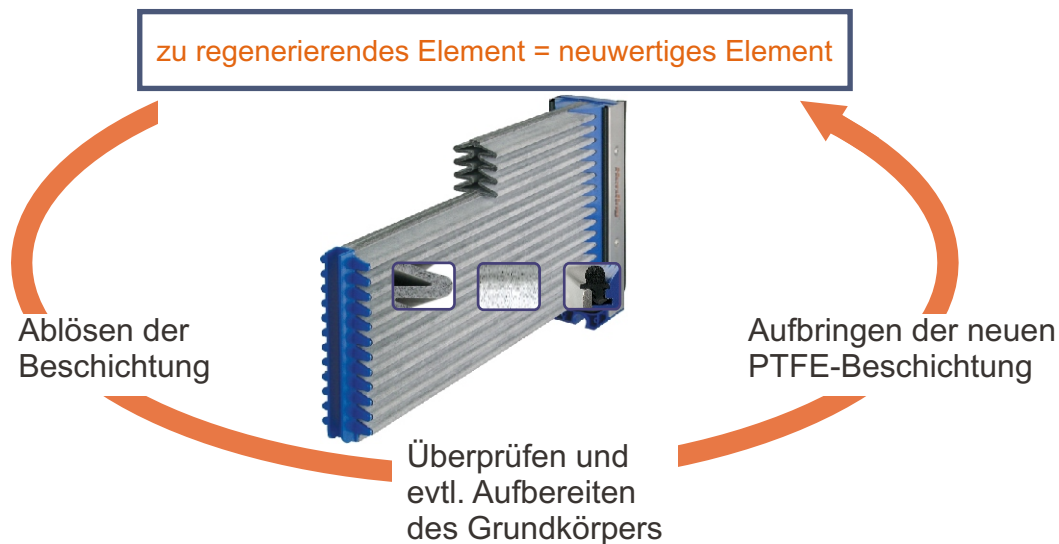 zu regenerierendes Element = neuwertiges Element
Ablösen der
Beschichtung
Aufbringen der neuen
PTFE-Beschichtung
Überprüfen und
evtl. Aufbereiten
des Grundkörpers